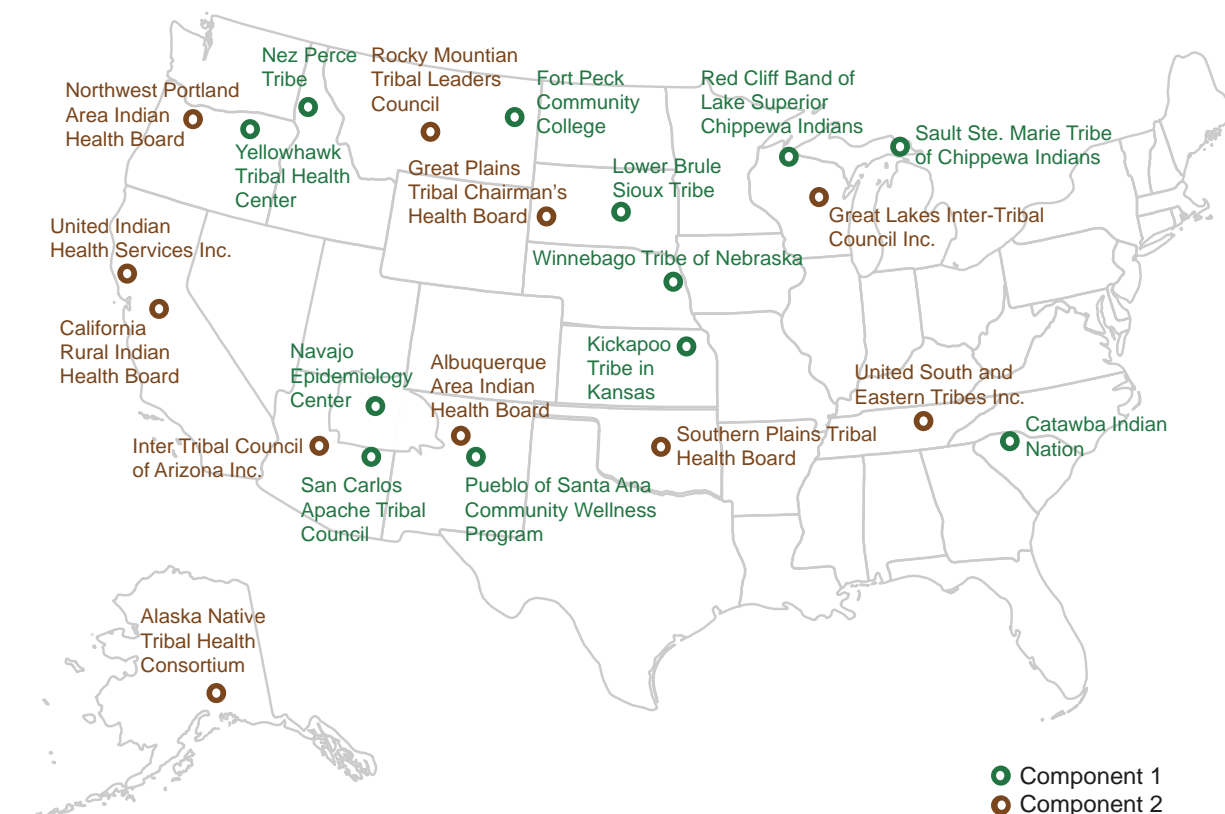 Nez Perce
Tribe
Rocky Mountian
Tribal Leaders
Council
Fort Peck
Community
College
Red Cliff Band of
Lake Superior
Chippewa Indians
Northwest Portland
Area Indian
Health Board
Sault Ste. Marie Tribe
of Chippewa Indians
Yellowhawk
Tribal Health
Center
Great Plains
Tribal Chairman's
Health Board
Lower Brule
Sioux Tribe
Great Lakes Inter-Tribal
Council Inc.
United Indian
Health Services Inc.
Winnebago Tribe of Nebraska
California
Rural Indian
Health Board
Navajo
Epidemiology
Center
Albuquerque
Area Indian
Health Board
Kickapoo
Tribe in
Kansas
United South and
Eastern Tribes Inc.
Catawba Indian
Nation
Inter Tribal Council
of Arizona Inc.
Southern Plains Tribal
Health Board
San Carlos
Apache Tribal
Council
Pueblo of Santa Ana
Community Wellness
Program
Alaska Native
Tribal Health
Consortium
Component 1
Component 2